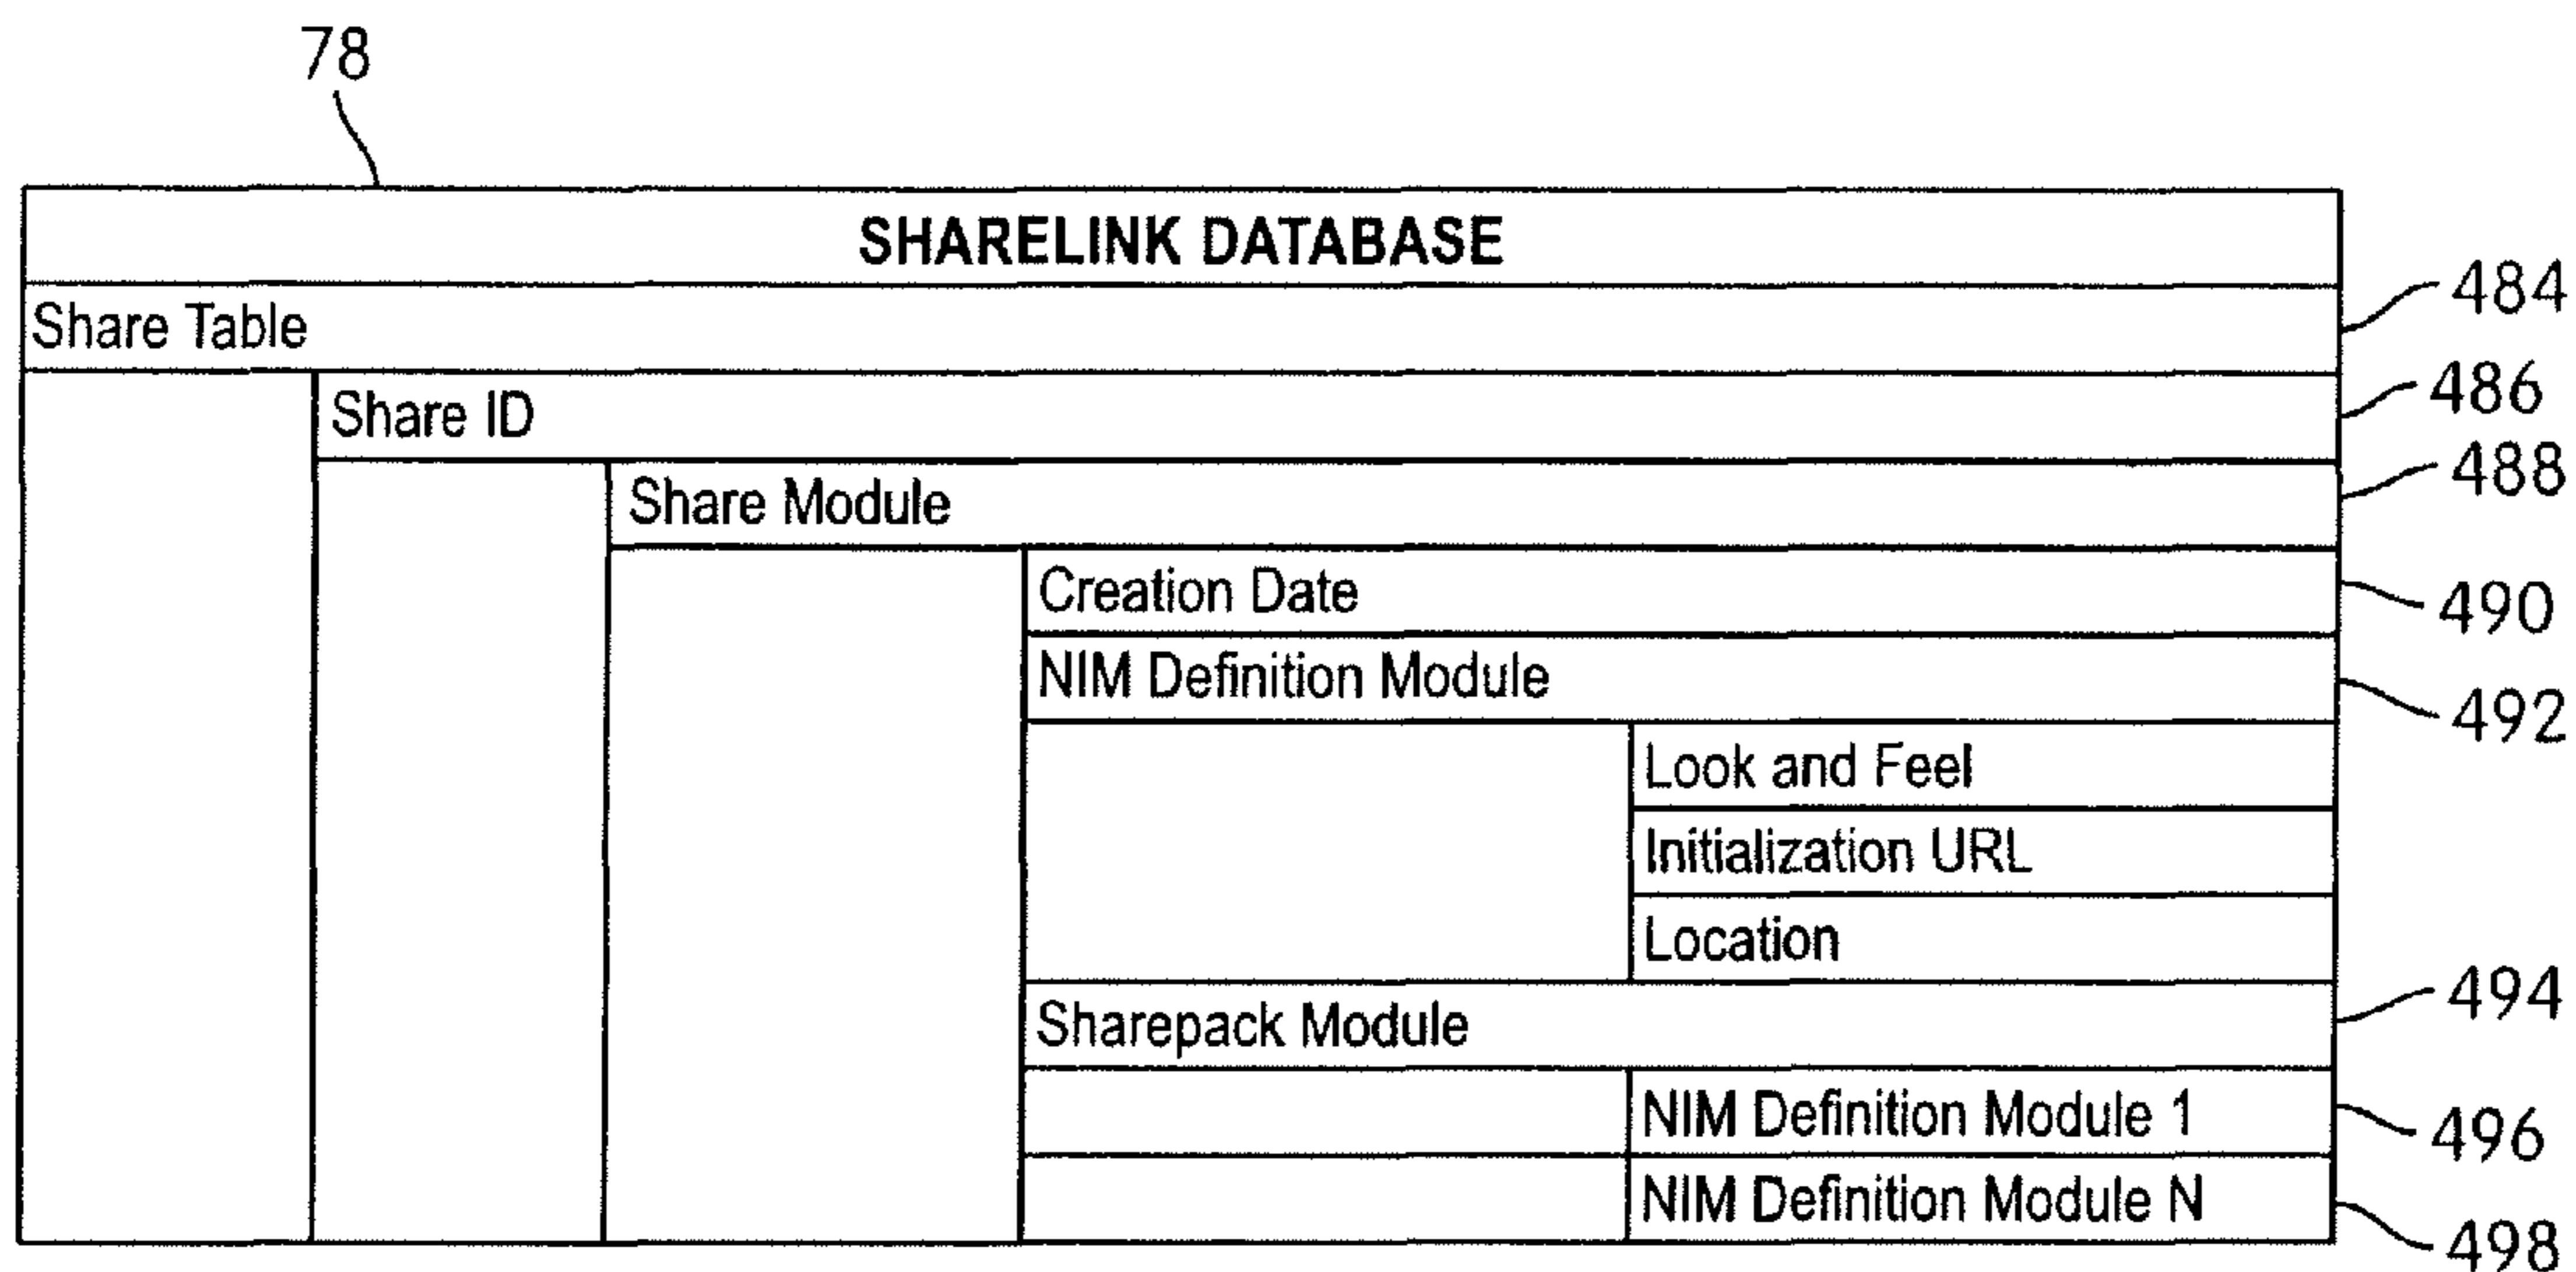 78
SHARELINK DATABASE
Share Table
484
Share ID
486
Share Module
488
Creation Date
490
NIM Definition Module
492
Look and Feel
Initialization URL
Location
Sharepack Module
494
NIM Definition Module 1
496
NIM Definition Module N
498